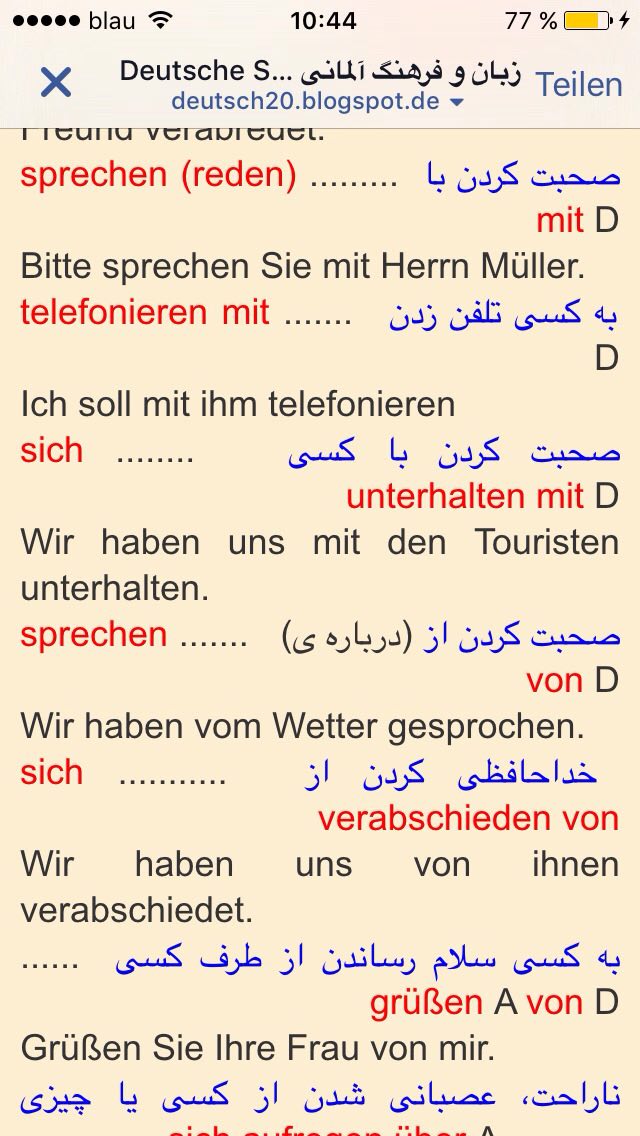 blau 10:44 77 %
Deutsche S... زبان و فرهنگ آلمانی Teilen
deutsch20.blogspot.de
Freund verabredet.
صحبت کردن با ......... sprechen (reden)
mit D
Bitte sprechen Sie mit Herrn Müller.
به کسی تلفن زدن ....... telefonieren mit
D
Ich soll mit ihm telefonieren
صحبت کردن با کسی ........ sich
unterhalten mit D
Wir haben uns mit den Touristen
unterhalten.
صحبت کردن از (درباره ی) ....... sprechen
von D
Wir haben vom Wetter gesprochen.
خداحافظی کردن از ........... sich
verabschieden von
Wir haben uns von ihnen
verabschiedet.
به کسی سلام رساندن از طرف کسی ......
grüßen A von D
Grüßen Sie Ihre Frau von mir.
ناراحت، عصبانی شدن از کسی یا چیزی
sich aufregen über A